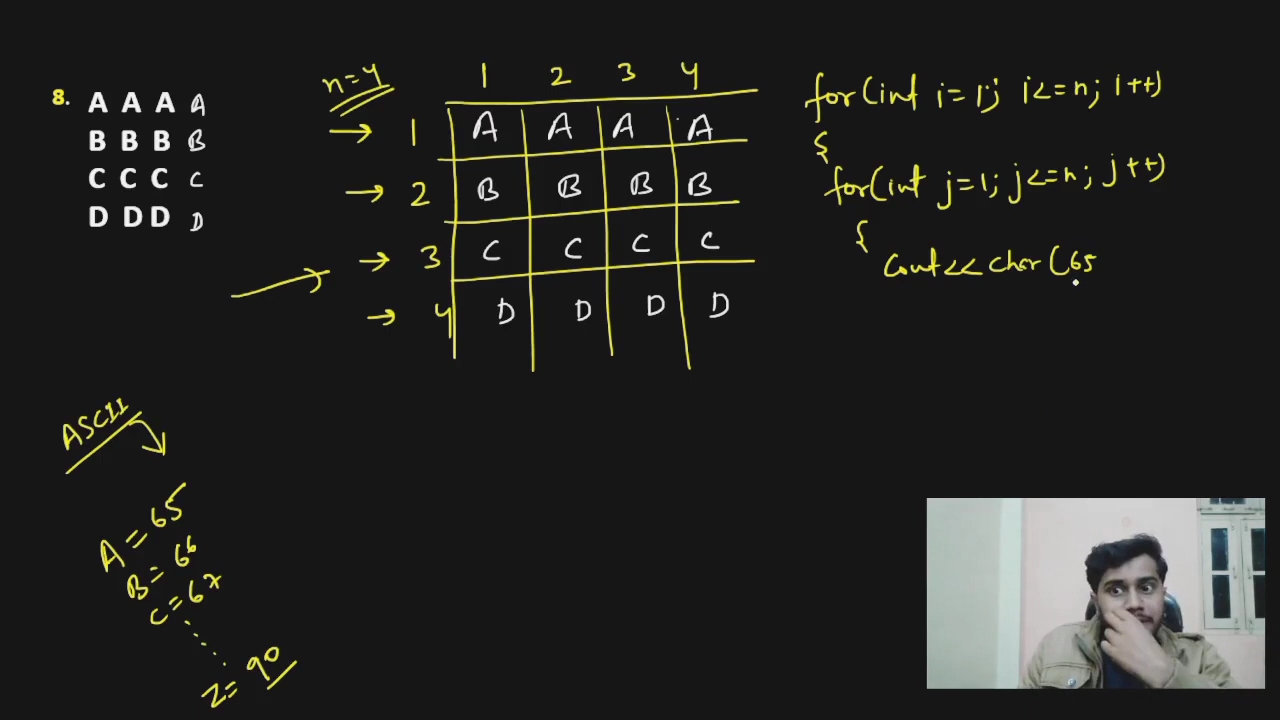 8.
A A A A
B B B B
C C C C
D D D D
n=4
1 2 3 4
→ 1 A A A A
→ 2 B B B B
→ 3 C C C C
→ 4 D D D D
for(int i=1; i<=n; i++)
{
for(int j=1; j<=n; j++)
{
Cout<<char(65
ASCII
A=65
B=66
C=67
Z=90